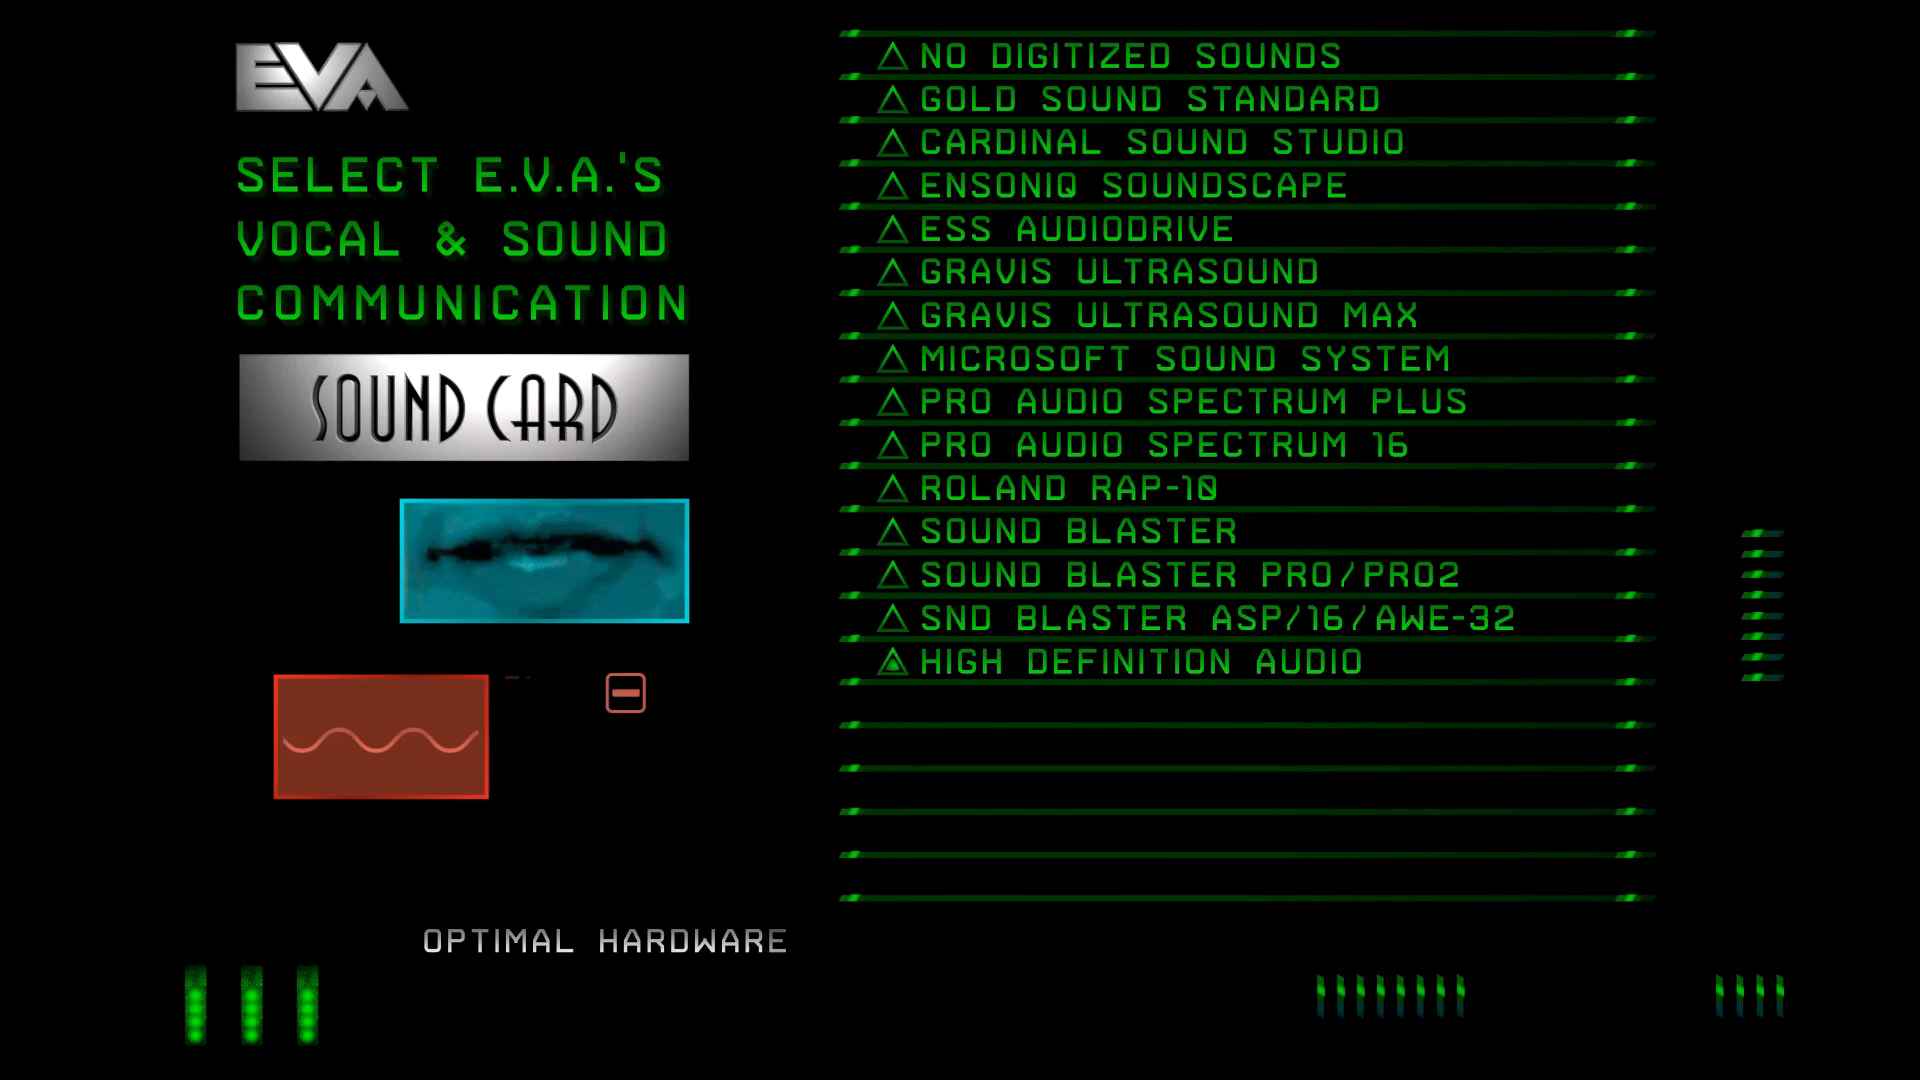 EVA
SELECT E.V.A.'S
VOCAL & SOUND
COMMUNICATION
SOUND CARD
NO DIGITIZED SOUNDS
GOLD SOUND STANDARD
CARDINAL SOUND STUDIO
ENSONIQ SOUNDSCAPE
ESS AUDIODRIVE
GRAVIS ULTRASOUND
GRAVIS ULTRASOUND MAX
MICROSOFT SOUND SYSTEM
PRO AUDIO SPECTRUM PLUS
PRO AUDIO SPECTRUM 16
ROLAND RAP-10
SOUND BLASTER
SOUND BLASTER PRO/PRO2
SND BLASTER ASP/16/AWE-32
HIGH DEFINITION AUDIO
OPTIMAL HARDWARE